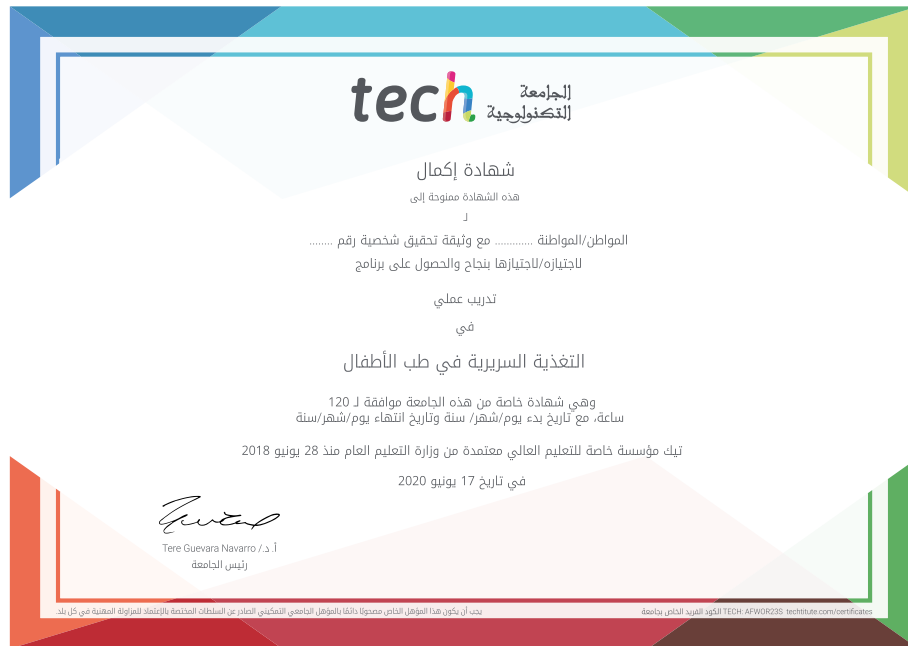 tech الجامعة
التكنولوجية
شهادة إكمال
هذه الشهادة ممنوحة إلى
لـ
المواطن/المواطنة ............. مع وثيقة تحقيق شخصية رقم ........
لاجتيازه/لاجتيازها بنجاح والحصول على برنامج
تدريب عملي
في
التغذية السريرية في طب الأطفال
وهي شهادة خاصة من هذه الجامعة موافقة لـ 120
ساعة، مع تاريخ بدء يوم/شهر/ سنة وتاريخ انتهاء يوم/شهر/سنة
تيك مؤسسة خاصة للتعليم العالي معتمدة من وزارة التعليم العام منذ 28 يونيو 2018
في تاريخ 17 يونيو 2020
أ. د./ Tere Guevara Navarro
رئيس الجامعة
يجب أن يكون هذا المؤهل الخاص مصحوبًا دائمًا بالمؤهل الجامعي التمكيني الصادر عن السلطات المختصة بالإعتماد للمزاولة المهنية في كل بلد.
الكود الفريد الخاص بجامعة TECH: AFWOR23S techtitute.com/certificates